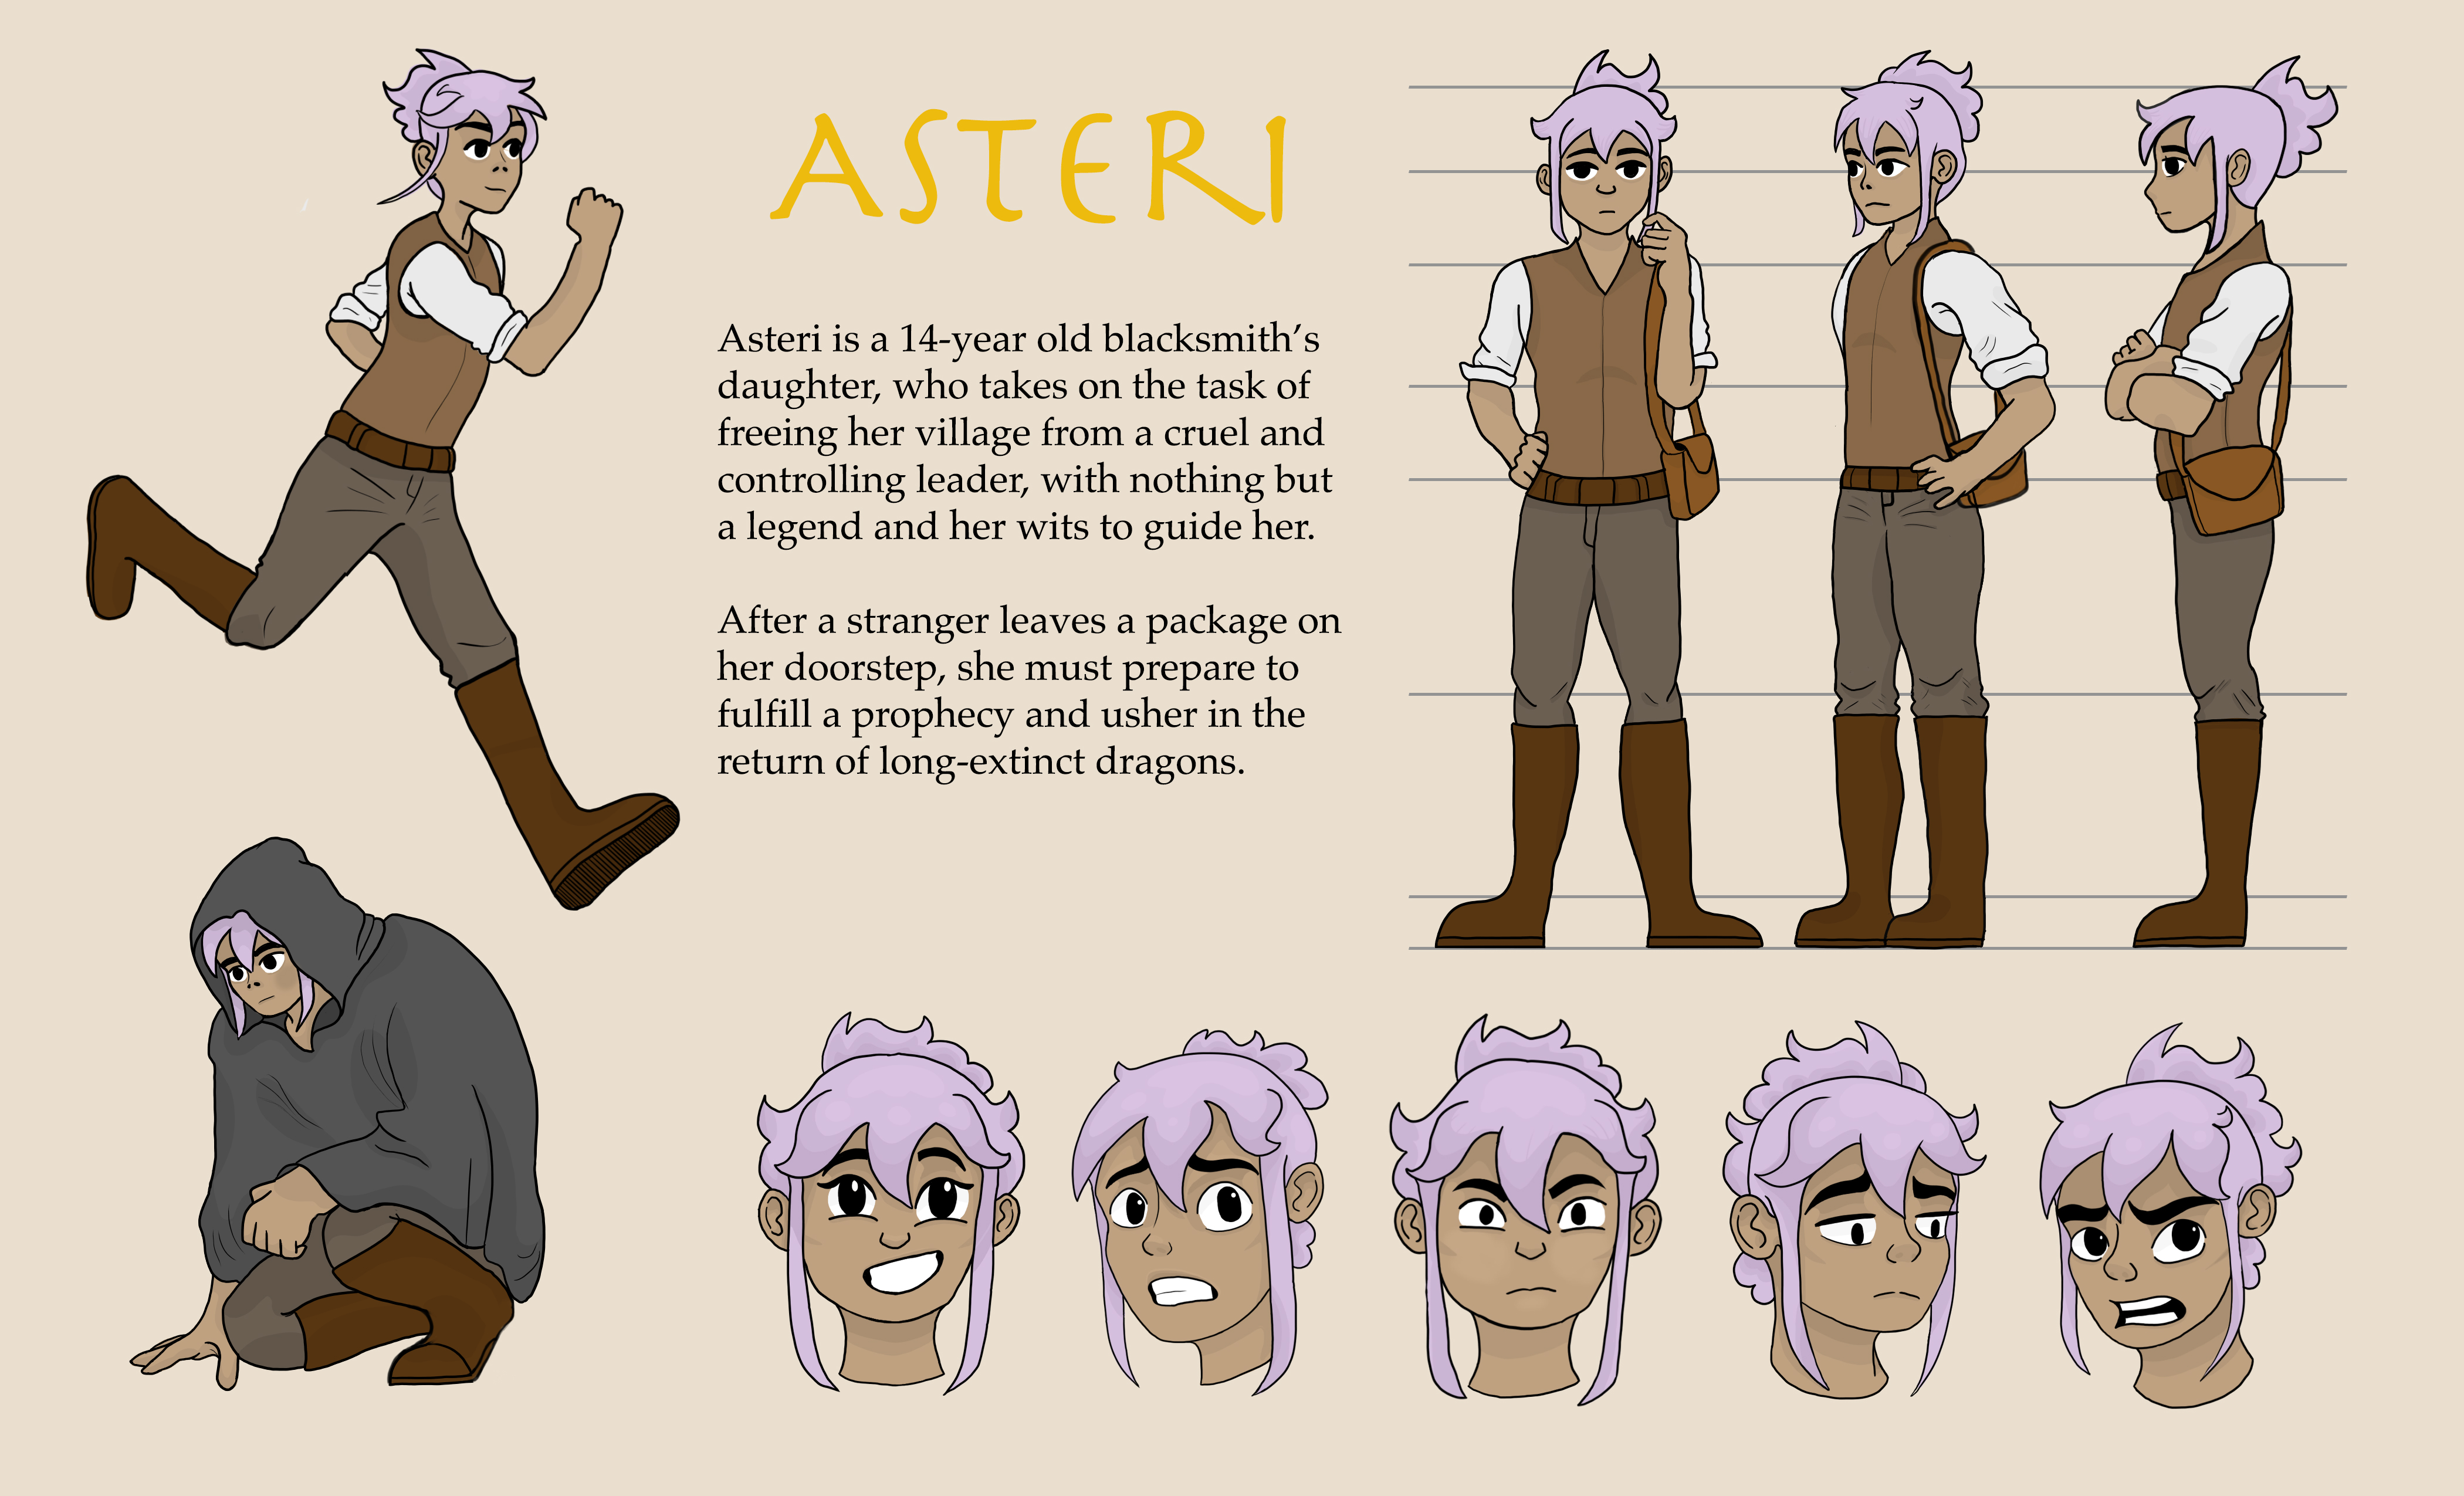 ASTERI
Asteri is a 14-year old blacksmith’s
daughter, who takes on the task of
freeing her village from a cruel and
controlling leader, with nothing but
a legend and her wits to guide her.
After a stranger leaves a package on
her doorstep, she must prepare to
fulfill a prophecy and usher in the
return of long-extinct dragons.